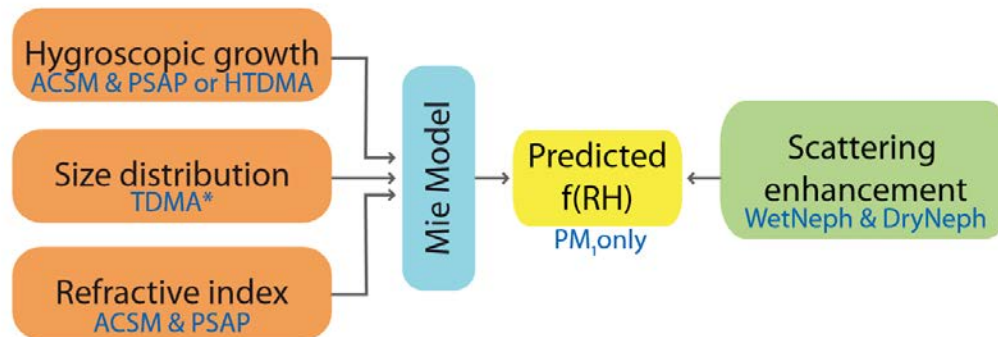 Hygroscopic growth
ACSM & PSAP or HTDMA
Size distribution
TDMA*
Refractive index
ACSM & PSAP
Mie Model
Predicted
f(RH)
PM₁only
Scattering
enhancement
WetNeph & DryNeph